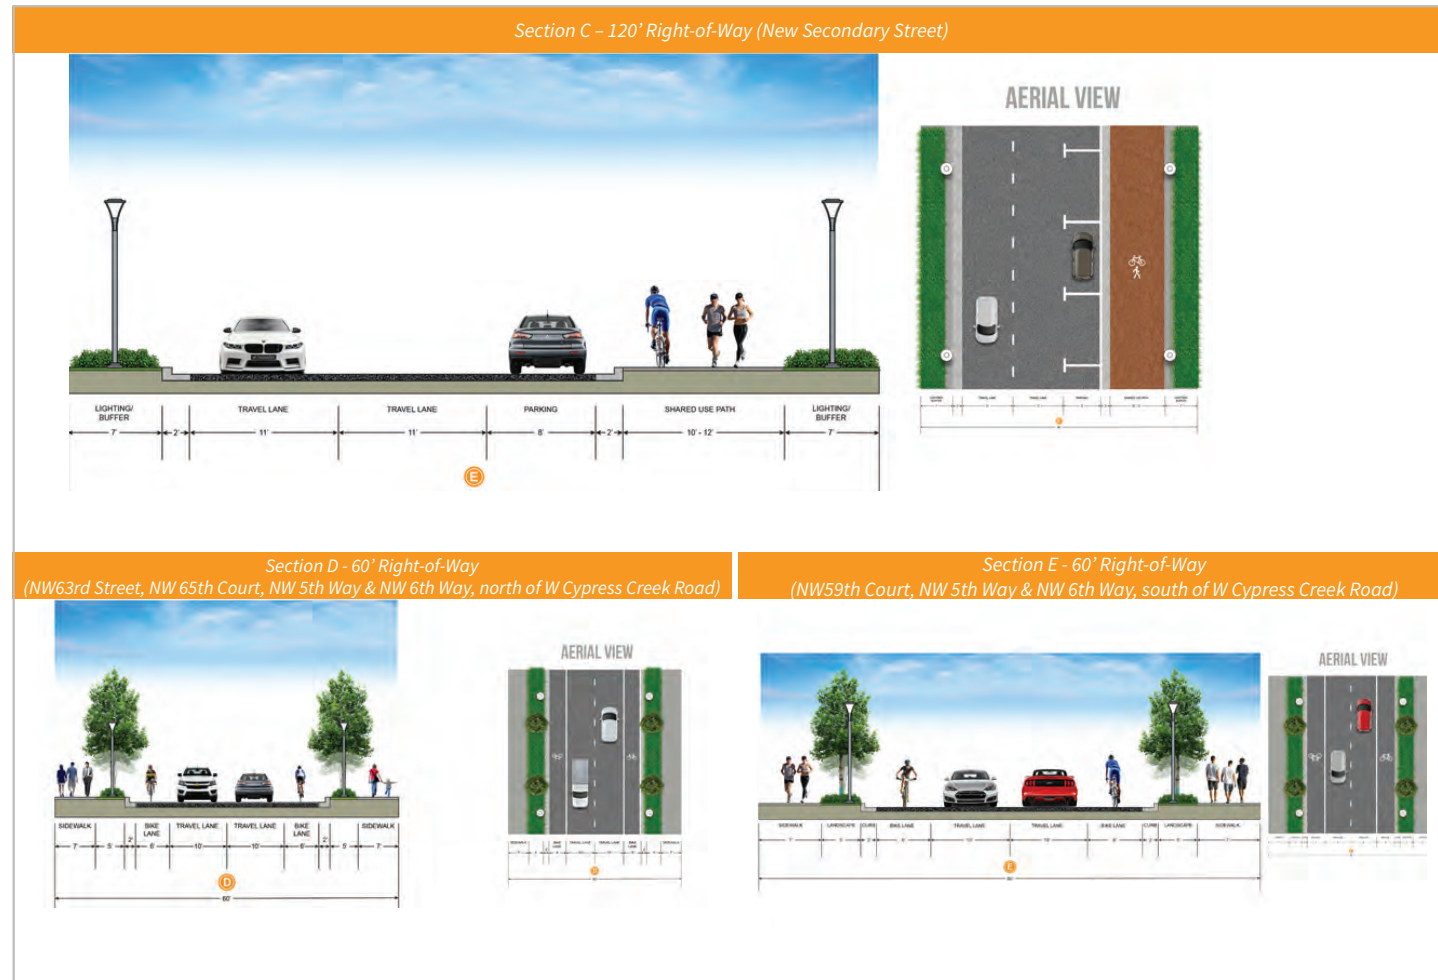 Section C – 120’ Right-of-Way (New Secondary Street)
AERIAL VIEW
LIGHTING/ BUFFER
TRAVEL LANE
TRAVEL LANE
PARKING
SHARED USE PATH
LIGHTING/ BUFFER
7' 2' 11' 11' 8' 2' 10' - 12' 7'
E
Section D - 60’ Right-of-Way
(NW63rd Street, NW 65th Court, NW 5th Way & NW 6th Way, north of W Cypress Creek Road)
AERIAL VIEW
SIDEWALK
BIKE LANE
TRAVEL LANE
TRAVEL LANE
BIKE LANE
SIDEWALK
7' 5' 2' 6' 10' 10' 6' 2' 5' 7'
D
60'
Section E - 60’ Right-of-Way
(NW59th Court, NW 5th Way & NW 6th Way, south of W Cypress Creek Road)
AERIAL VIEW
SIDEWALK
LANDSCAPE
CURB
BIKE LANE
TRAVEL LANE
TRAVEL LANE
BIKE LANE
CURB
LANDSCAPE
SIDEWALK
E